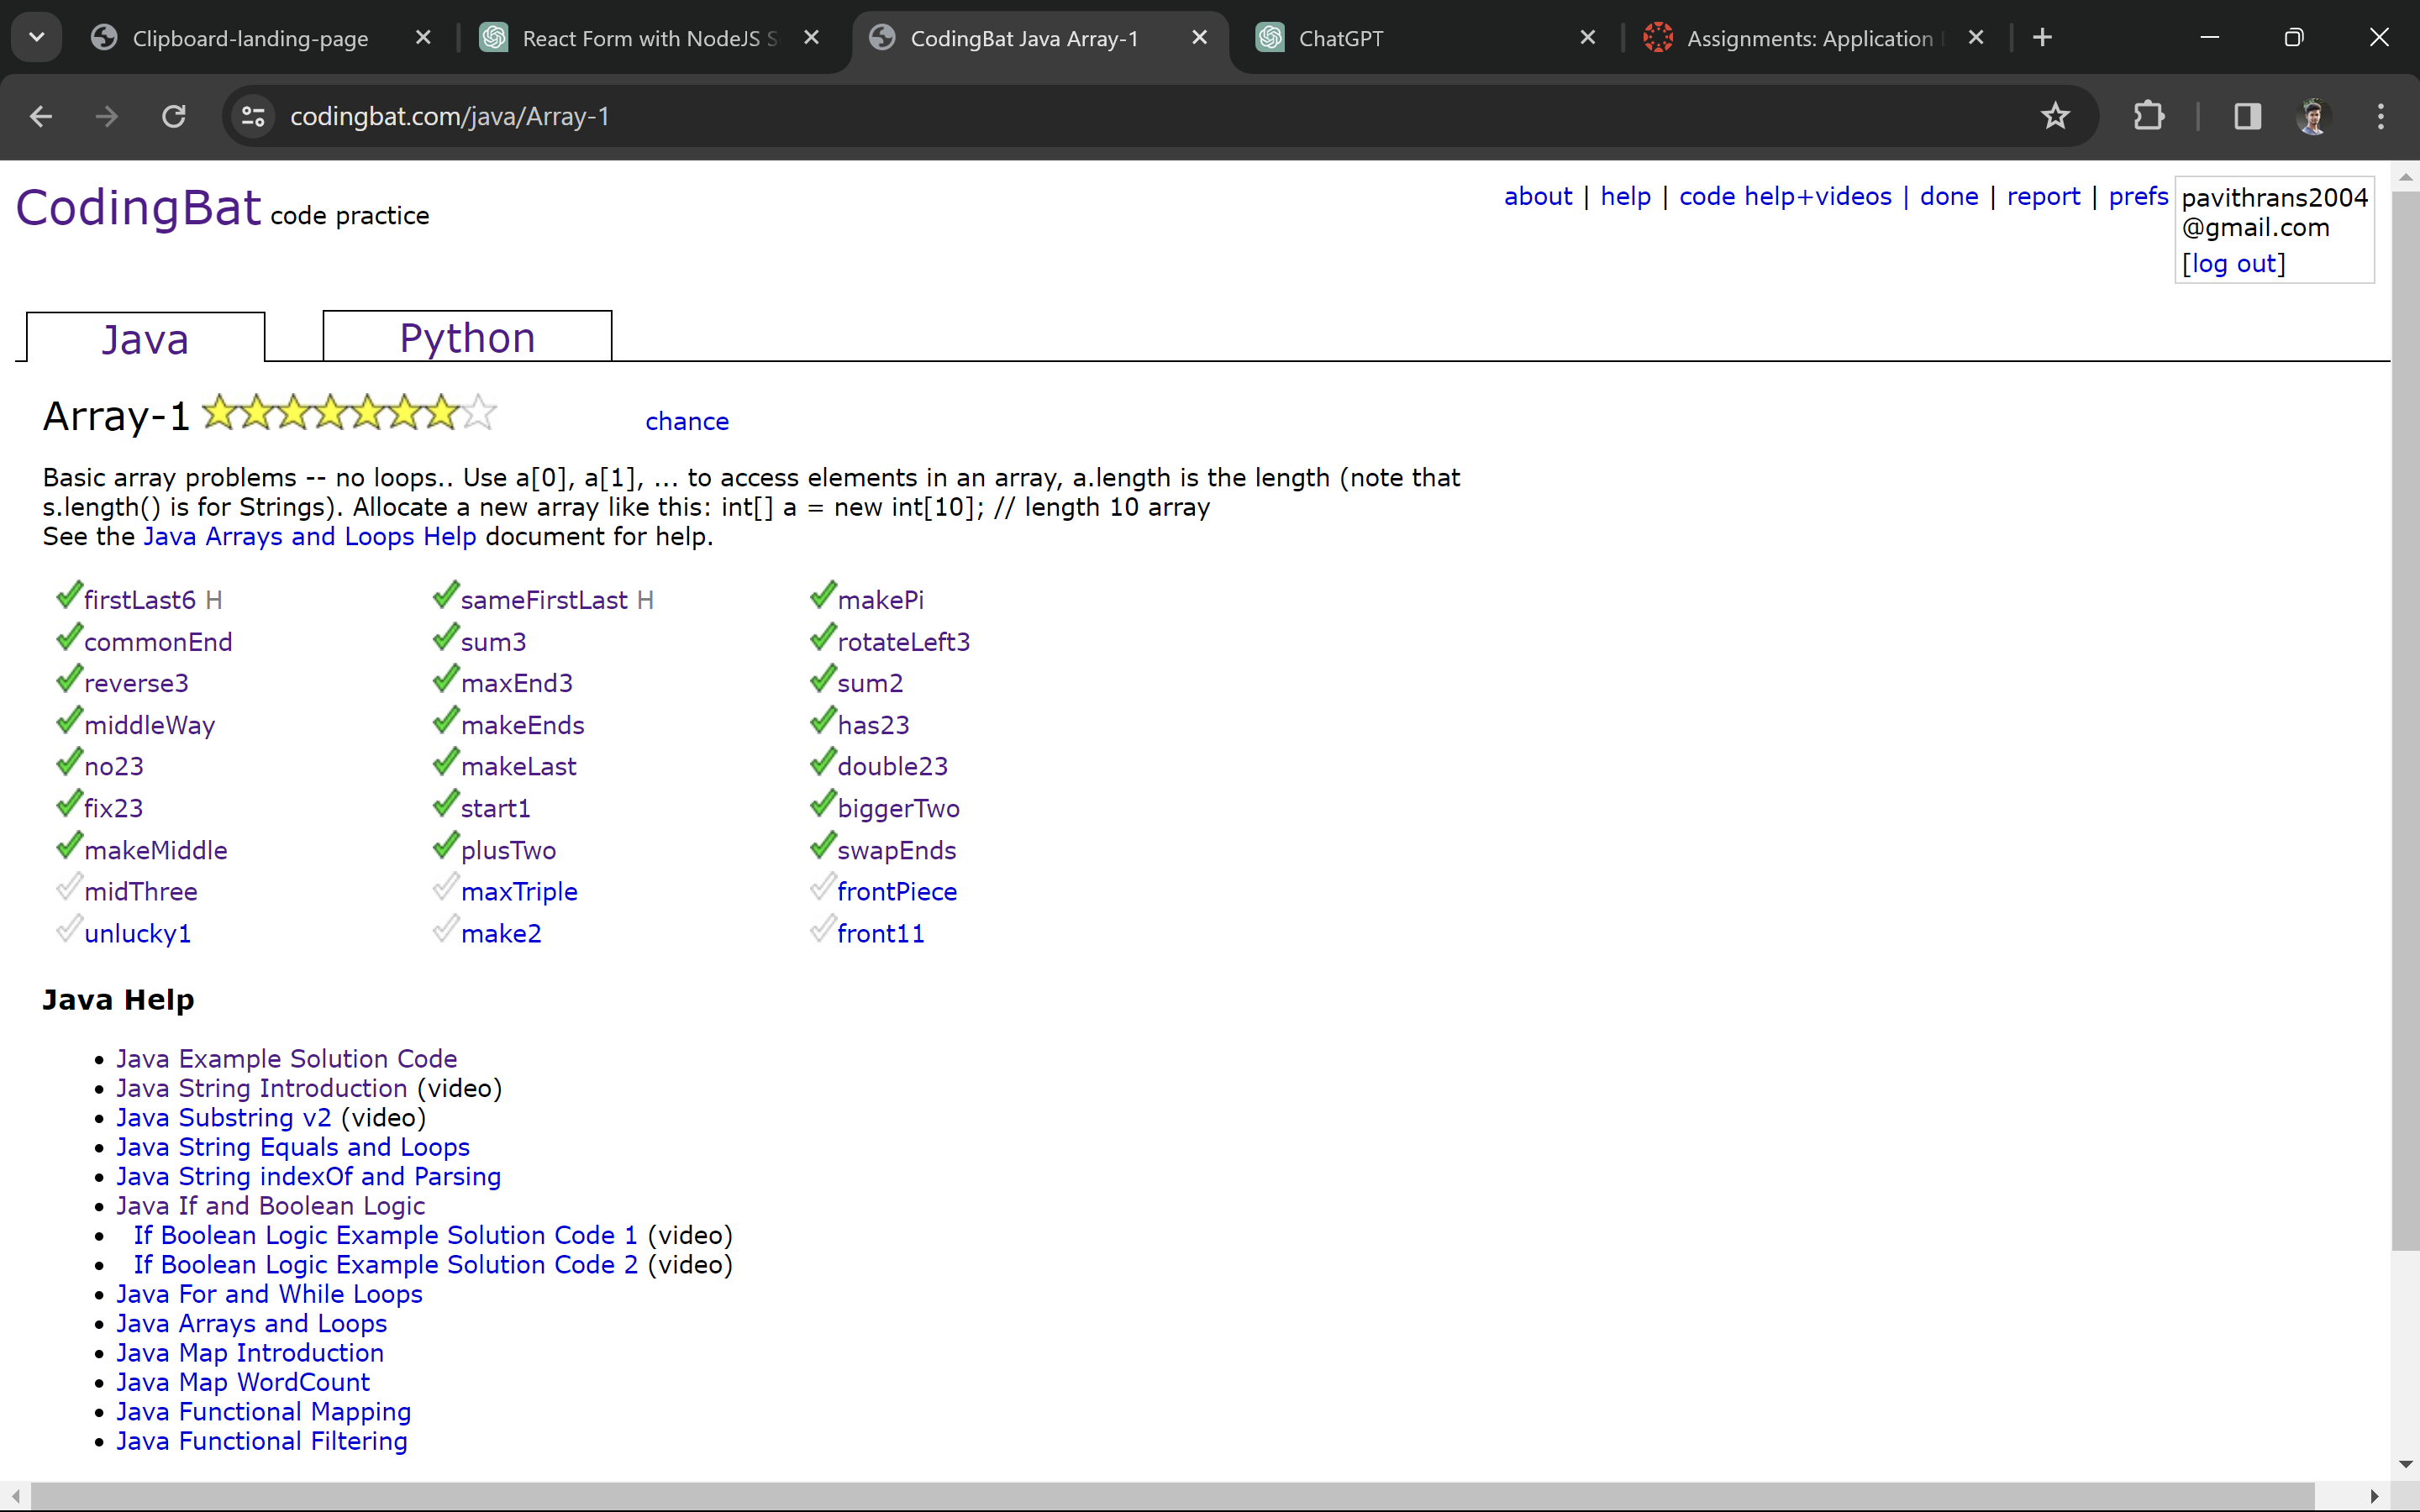 Clipboard-landing-page
React Form with NodeJS S
CodingBat Java Array-1
ChatGPT
Assignments: Application
codingbat.com/java/Array-1
CodingBat code practice
about | help | code help+videos | done | report | prefs
pavithrans2004
@gmail.com
[log out]
Java
Python
Array-1
chance
Basic array problems -- no loops.. Use a[0], a[1], ... to access elements in an array, a.length is the length (note that
s.length() is for Strings). Allocate a new array like this: int[] a = new int[10]; // length 10 array
See the Java Arrays and Loops Help document for help.
firstLast6 H sameFirstLast H makePi
commonEnd sum3 rotateLeft3
reverse3 maxEnd3 sum2
middleWay makeEnds has23
no23 makeLast double23
fix23 start1 biggerTwo
makeMiddle plusTwo swapEnds
midThree maxTriple frontPiece
unlucky1 make2 front11
Java Help
Java Example Solution Code
Java String Introduction (video)
Java Substring v2 (video)
Java String Equals and Loops
Java String indexOf and Parsing
Java If and Boolean Logic
If Boolean Logic Example Solution Code 1 (video)
If Boolean Logic Example Solution Code 2 (video)
Java For and While Loops
Java Arrays and Loops
Java Map Introduction
Java Map WordCount
Java Functional Mapping
Java Functional Filtering